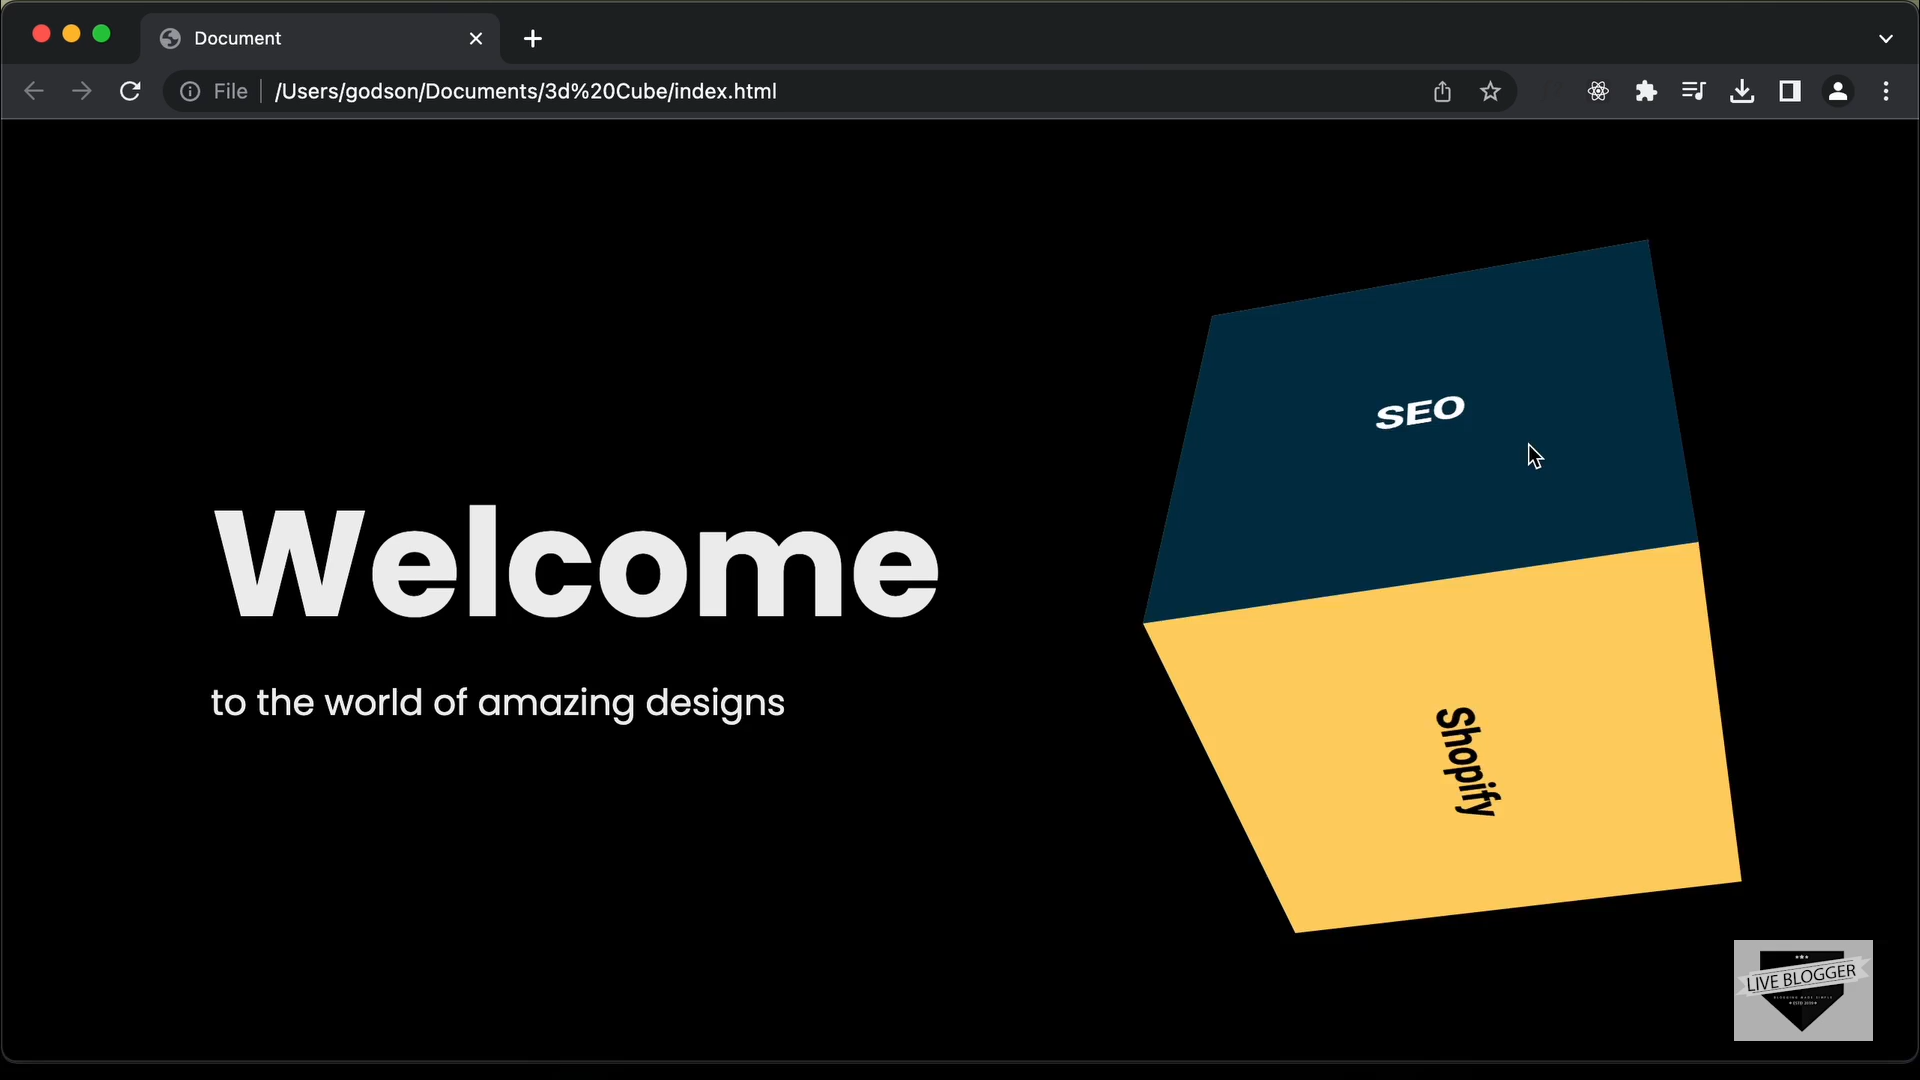 Document
File
/Users/godson/Documents/3d%20Cube/index.html
SEO
Welcome
to the world of amazing designs
Shopify
LIVE BLOGGER